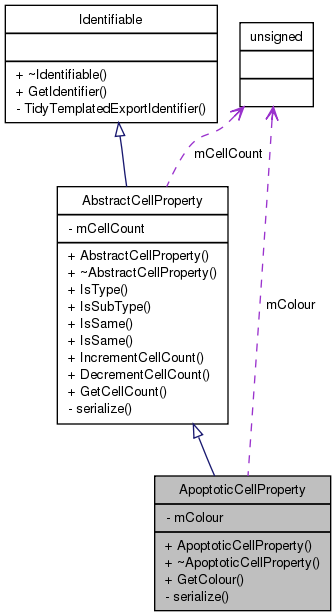 Identifiable
+ ~Identifiable()
+ GetIdentifier()
- TidyTemplatedExportIdentifier()
unsigned
mCellCount
AbstractCellProperty
- mCellCount
+ AbstractCellProperty()
+ ~AbstractCellProperty()
+ IsType()
+ IsSubType()
+ IsSame()
+ IsSame()
+ IncrementCellCount()
+ DecrementCellCount()
+ GetCellCount()
- serialize()
mColour
ApoptoticCellProperty
- mColour
+ ApoptoticCellProperty()
+ ~ApoptoticCellProperty()
+ GetColour()
- serialize()